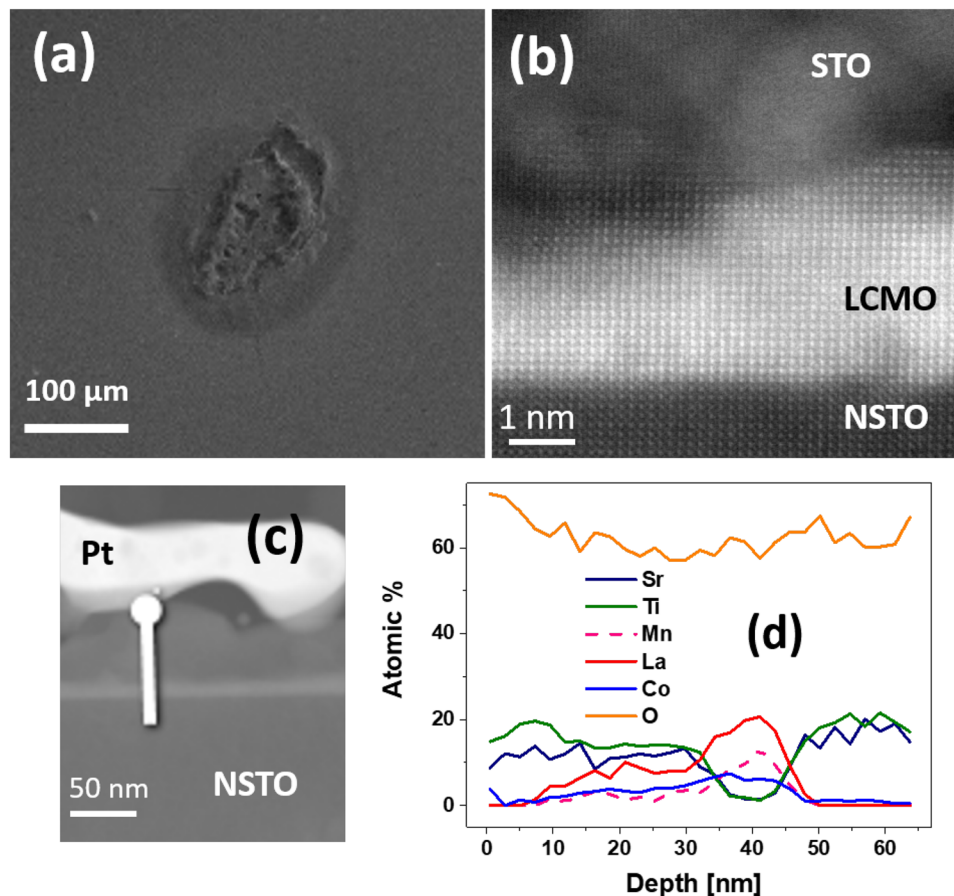 (a)
100 µm
(b)
STO
LCMO
NSTO
1 nm
(c)
Pt
50 nm
NSTO
(d)
Atomic %
60
40
20
0
Sr
Ti
Mn
La
Co
O
0 10 20 30 40 50 60
Depth [nm]